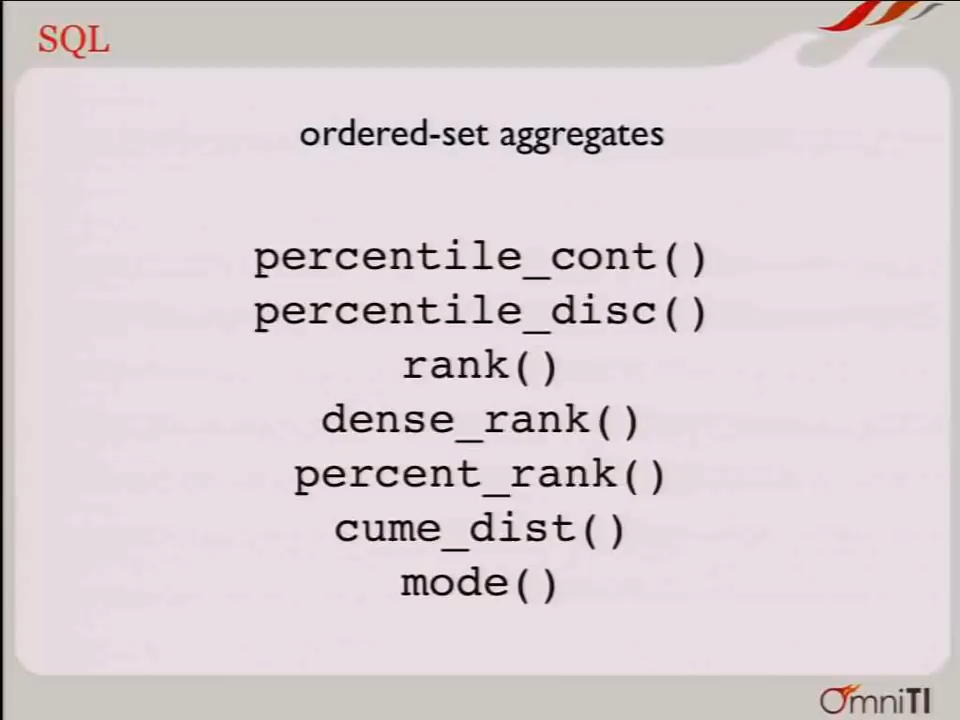 SQL
ordered-set aggregates
percentile_cont()
percentile_disc()
rank()
dense_rank()
percent_rank()
cume_dist()
mode()
OmniTI